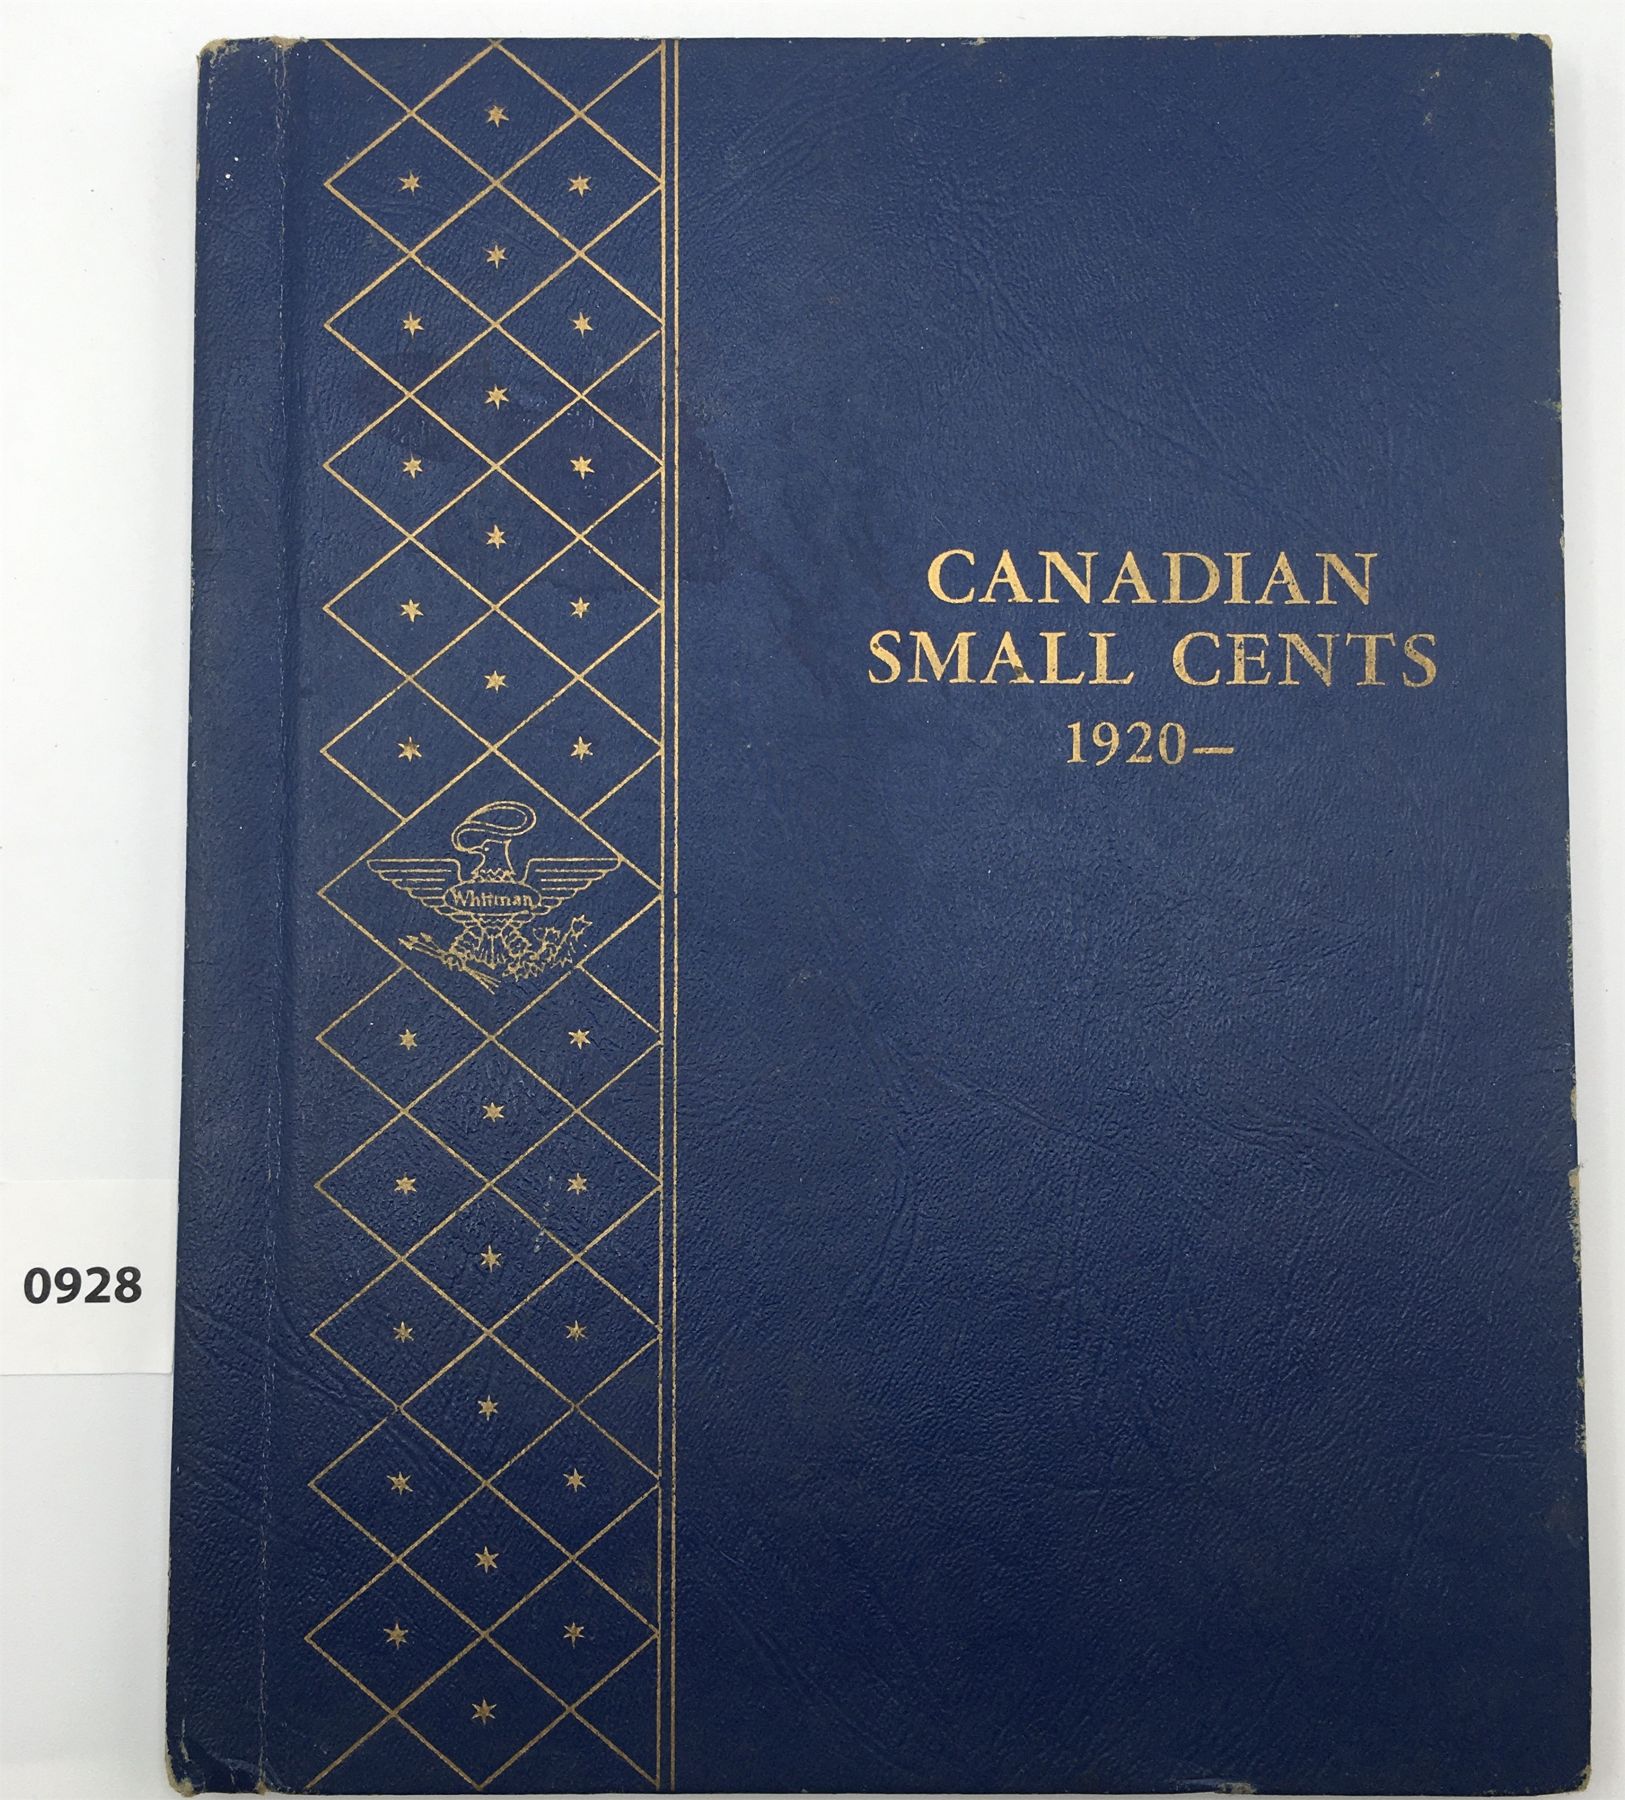 CANADIAN
SMALL CENTS
1920—
Whitman
0928